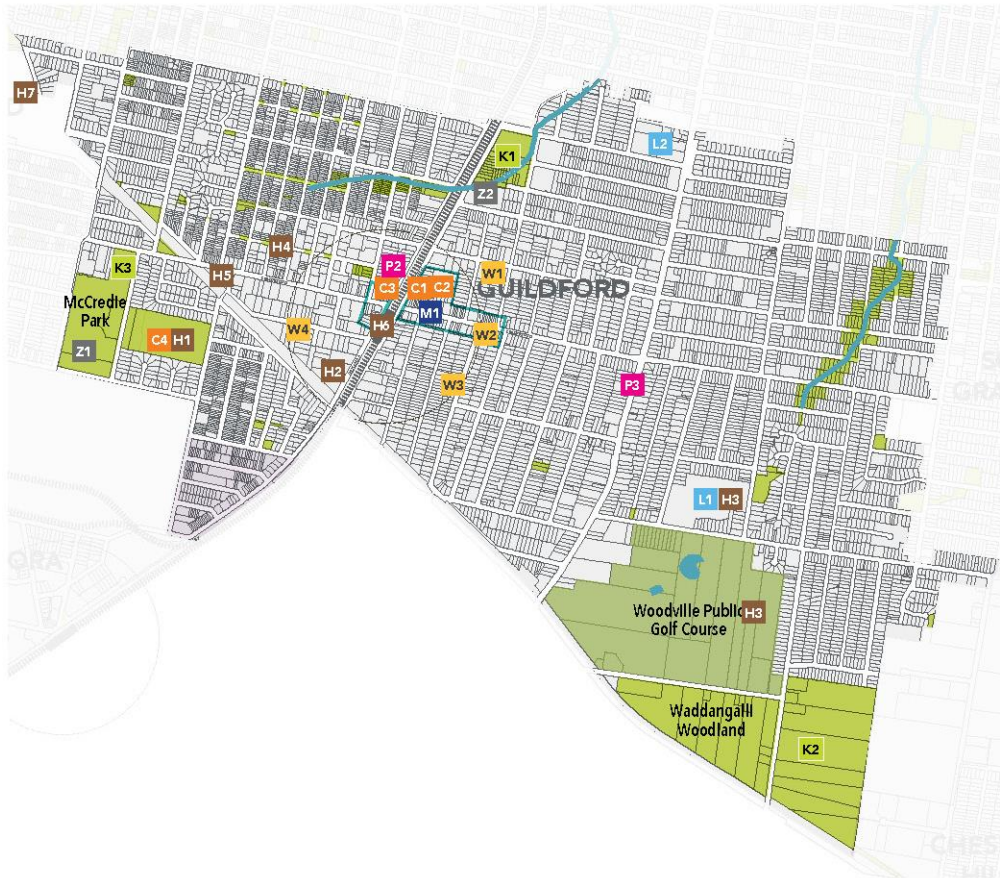 H7
L2
K1
Z2
H4
P2
W1
K3
H5
C3
C1
C2
GUILDFORD
McCredle
Park
M1
H6
W4
W2
C4
H1
Z1
H2
W3
P3
L1
H3
Woodville Public
Golf Course
H3
Waddangalli
Woodland
K2